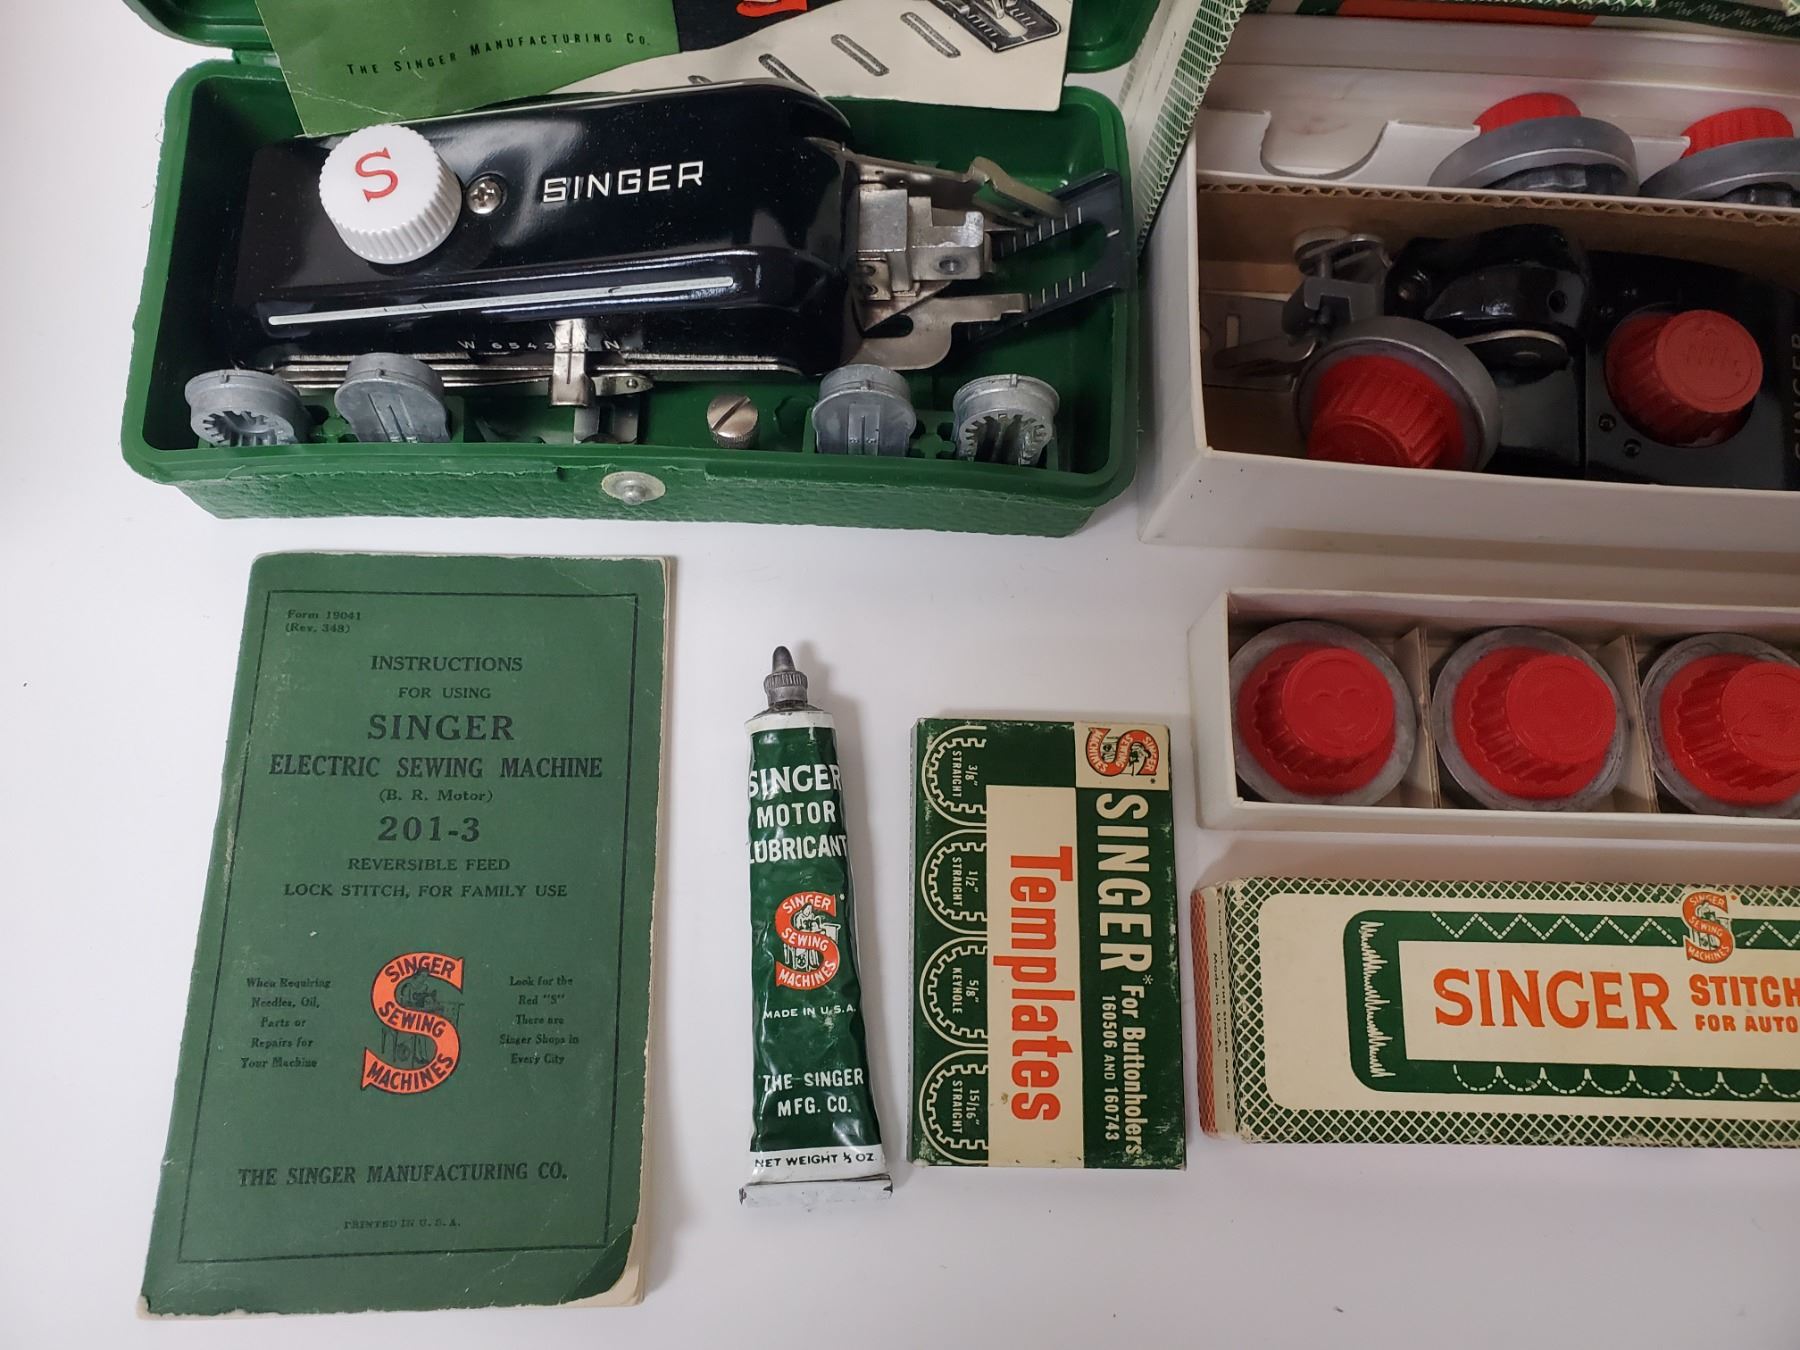 THE SINGER MANUFACTURING CO.
S
SINGER
W 6543 N
SINGER
Form 19041
(Rev. 348)
INSTRUCTIONS
FOR USING
SINGER
ELECTRIC SEWING MACHINE
(B. R. Motor)
201-3
REVERSIBLE FEED
LOCK STITCH, FOR FAMILY USE
When Requiring
Needles, Oil,
Parts or
Repairs for
Your Machine
SINGER
SEWING
MACHINES
Look for the
Red "S"
There are
Singer Shops in
Every City
THE SINGER MANUFACTURING CO.
PRINTED IN U. S. A.
SINGER
MOTOR
LUBRICANT
SINGER
SEWING
MACHINES
MADE IN U.S.A.
THE SINGER
MFG. CO.
NET WEIGHT ½ OZ.
SINGER
SEWING
MACHINES
SINGER* For Buttonholers
160506 AND 160743
Templates
3/8"
STRAIGHT
1/2"
STRAIGHT
5/8"
KEYHOLE
15/16"
STRAIGHT
SINGER
SEWING
MACHINES
SINGER STITCH
FOR AUTO